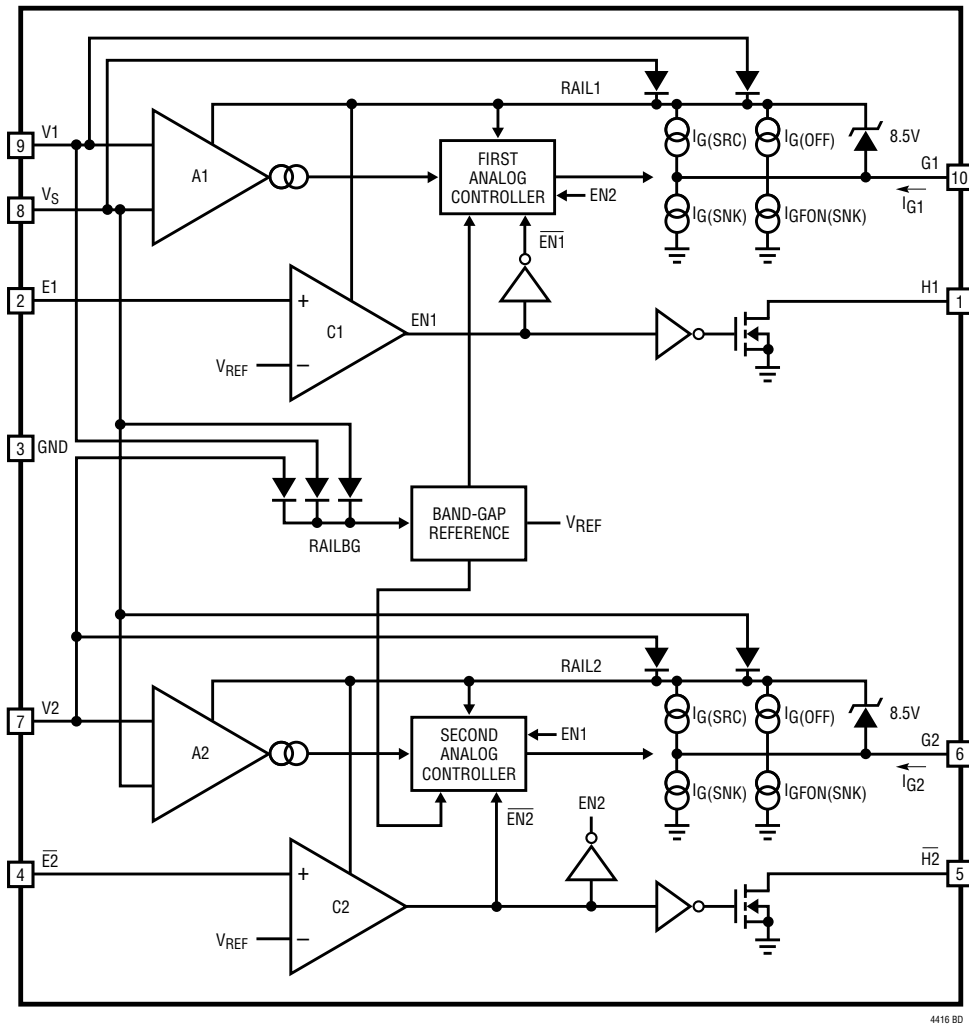 RAIL1
9
V1
A1
FIRST
ANALOG
CONTROLLER
EN2
IG(SRC)
IG(OFF)
8.5V
G1
10
IG1
8
VS
IG(SNK)
IGFON(SNK)
EN1
2
E1
+
C1
EN1
VREF
–
H1
1
3
GND
RAILBG
BAND-GAP
REFERENCE
VREF
RAIL2
7
V2
A2
SECOND
ANALOG
CONTROLLER
EN1
IG(SRC)
IG(OFF)
8.5V
G2
6
IG2
IG(SNK)
IGFON(SNK)
EN2
EN2
4
E2
+
C2
VREF
–
H2
5
4416 BD